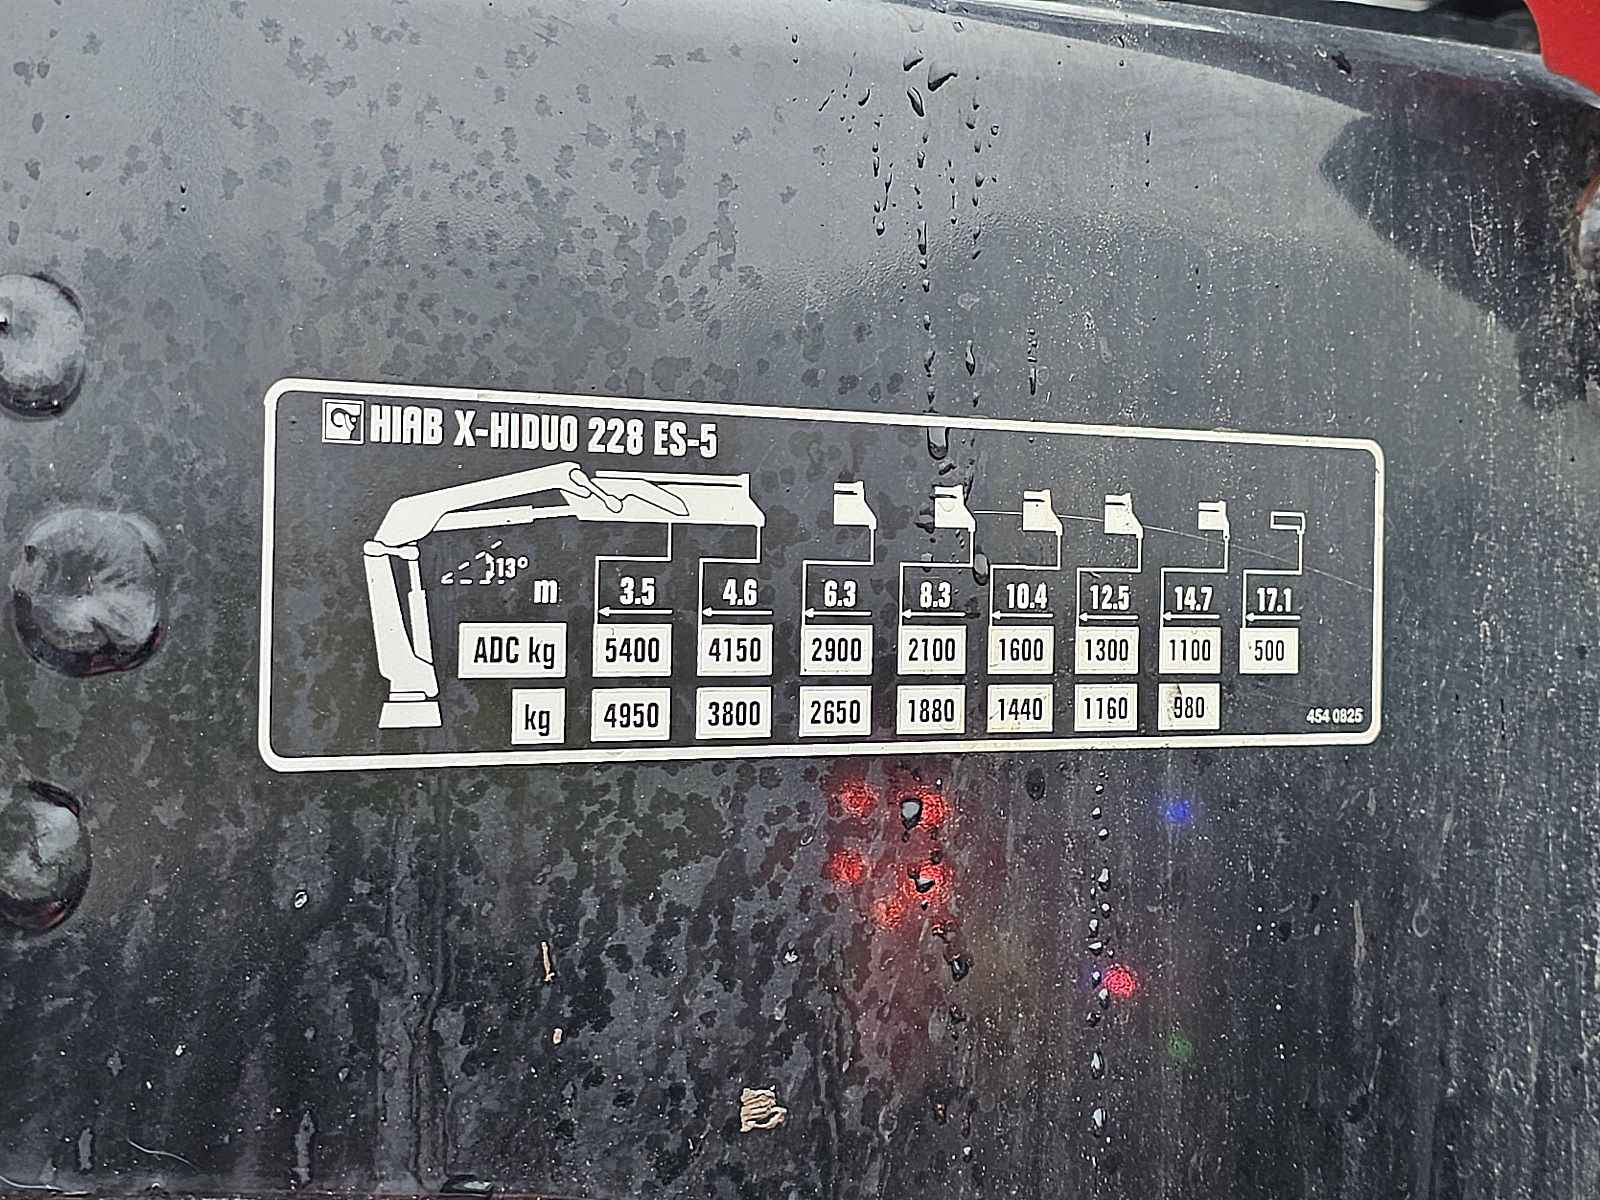 HIAB X-HIDUO 228 ES-5
13°
m 3.5 4.6 6.3 8.3 10.4 12.5 14.7 17.1
ADC kg 5400 4150 2900 2100 1600 1300 1100 500
kg 4950 3800 2650 1880 1440 1160 980
454 0825